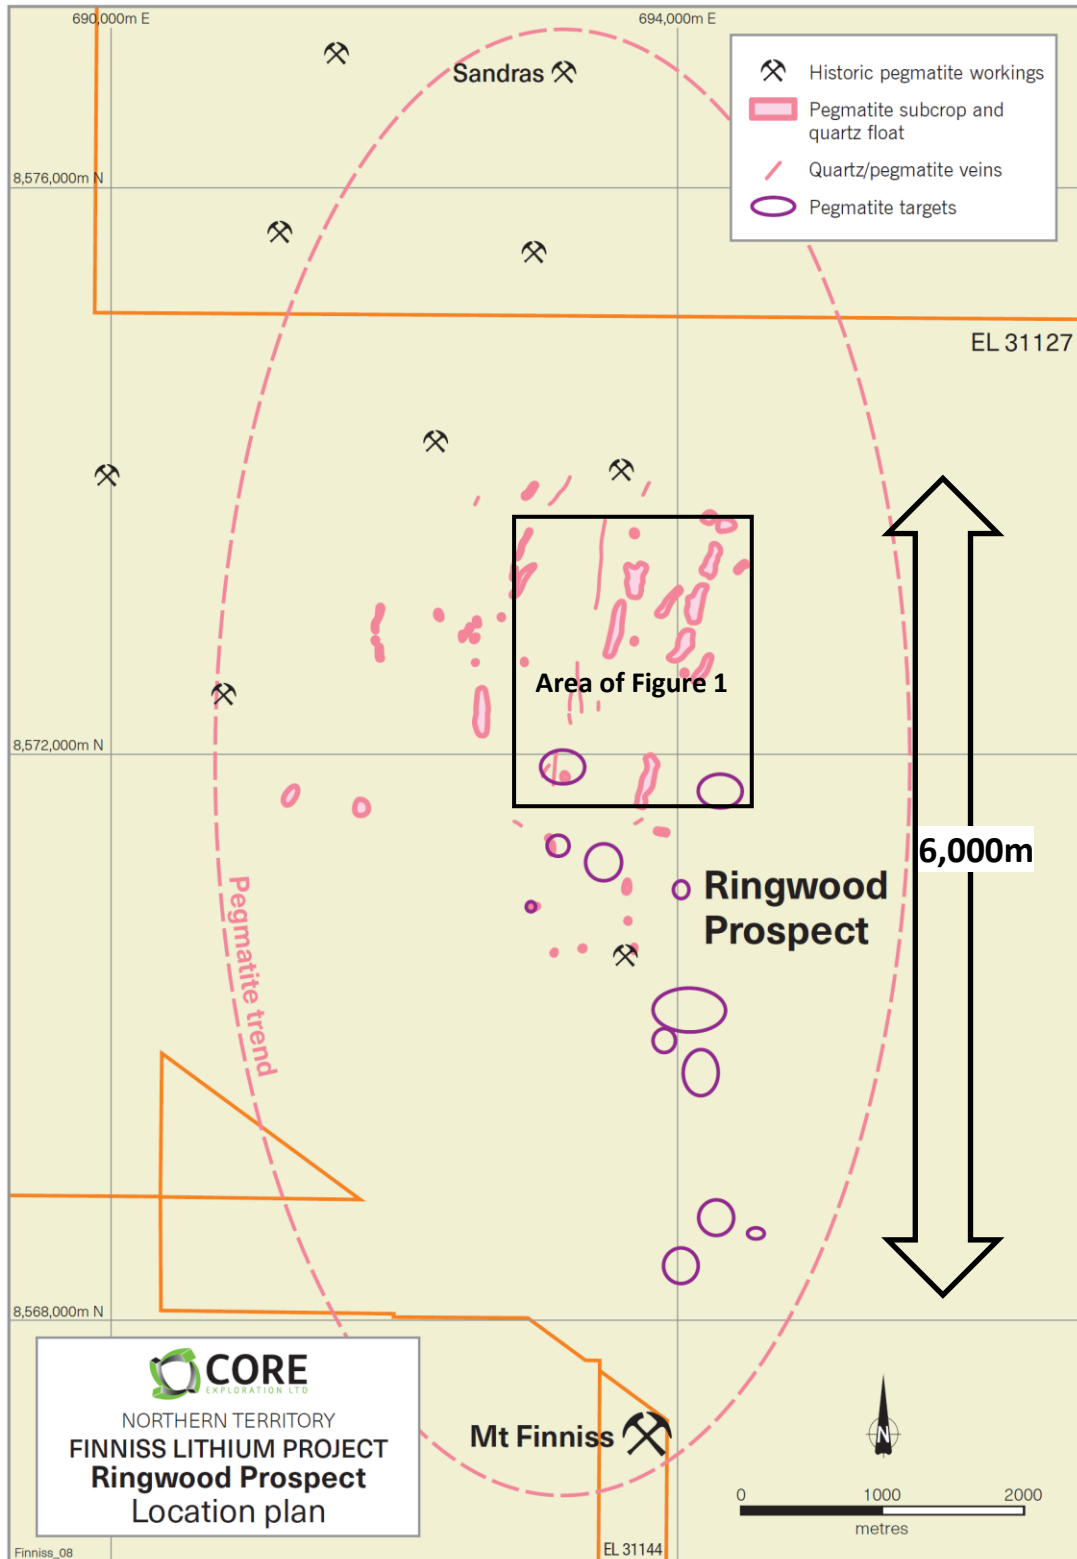 690,000m E
694,000m E
Sandras
Historic pegmatite workings
Pegmatite subcrop and
quartz float
Quartz/pegmatite veins
Pegmatite targets
8,576,000m N
EL 31127
Area of Figure 1
8,572,000m N
6,000m
Ringwood
Prospect
Pegmatite trend
8,568,000m N
CORE
EXPLORATION LTD
NORTHERN TERRITORY
FINNISS LITHIUM PROJECT
Ringwood Prospect
Location plan
Mt Finniss
N
0 1000 2000
metres
Finniss_08
EL 31144